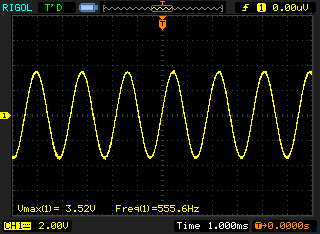 RIGOL T'D T 1 0.00uV
T
1
Vmax(1)= 3.52V Freq(1)=555.6Hz
CH1 2.00V Time 1.000ms T→0.0000s